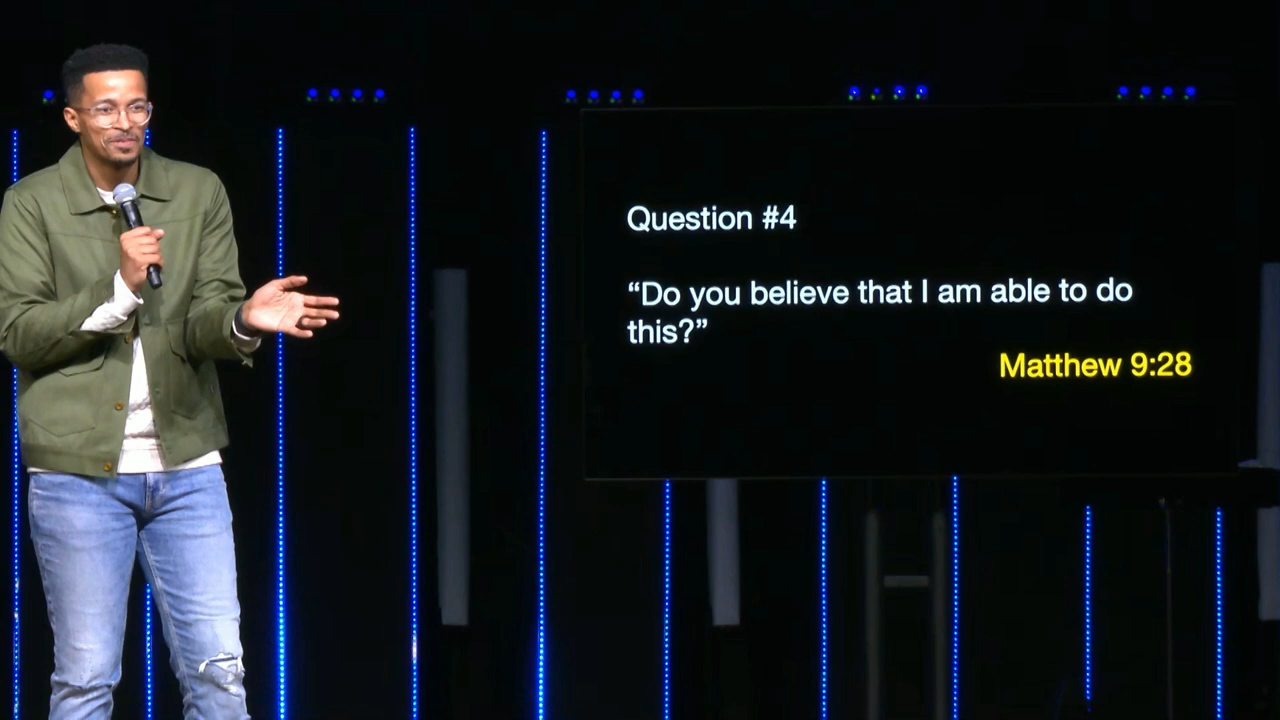 Question #4
“Do you believe that I am able to do
this?”
Matthew 9:28